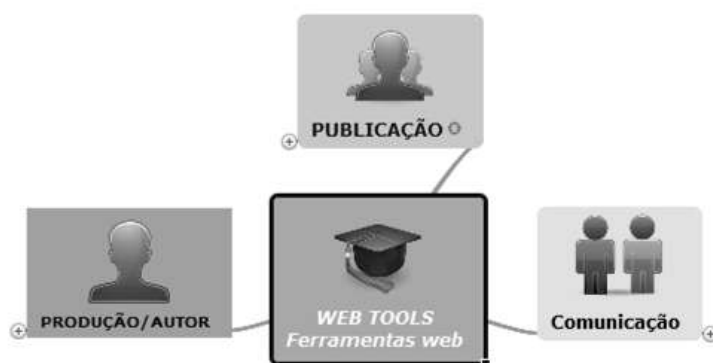 PUBLICAÇÃO
PRODUÇÃO/AUTOR
WEB TOOLS
Ferramentas web
Comunicação